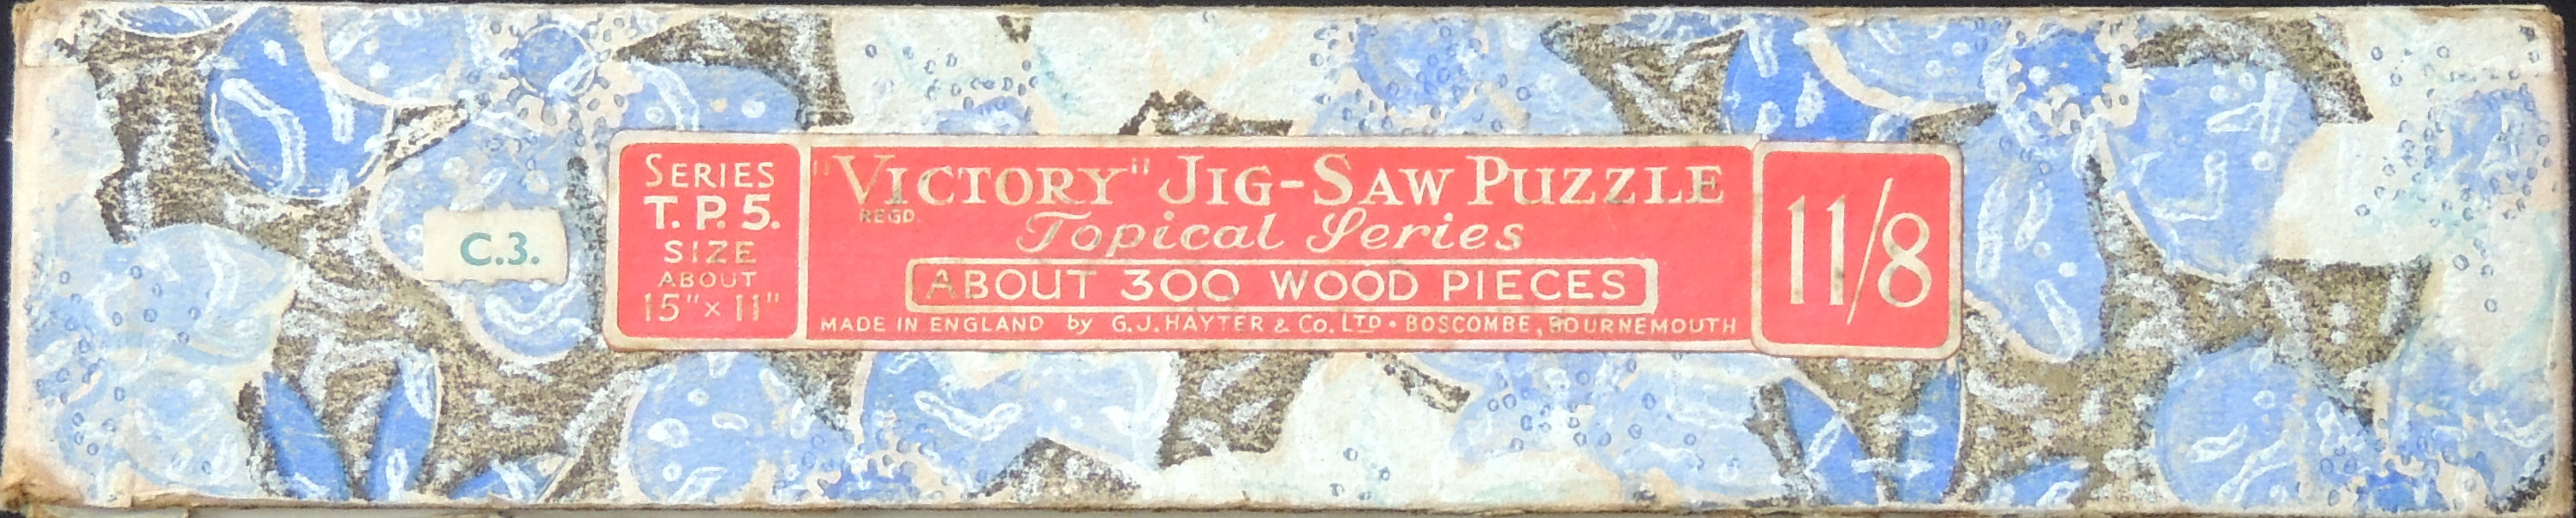 C.3.
SERIES
T.P.5.
SIZE
ABOUT
15" x 11"
"VICTORY" JIG-SAW PUZZLE
REGD.
Topical Series
ABOUT 300 WOOD PIECES
MADE IN ENGLAND by G.J. HAYTER & Co. LTD • BOSCOMBE, BOURNEMOUTH
11/8